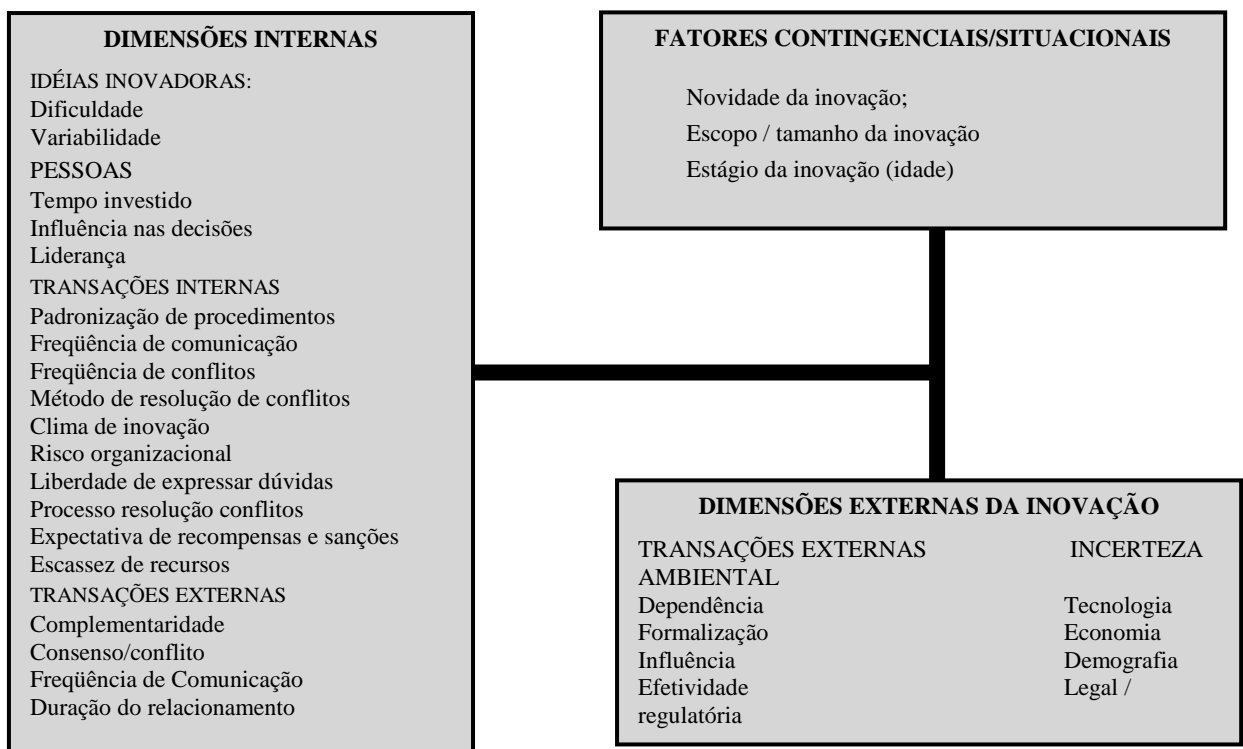 DIMENSÕES INTERNAS
IDÉIAS INOVADORAS:
Dificuldade
Variabilidade
PESSOAS
Tempo investido
Influência nas decisões
Liderança
TRANSAÇÕES INTERNAS
Padronização de procedimentos
Freqüência de comunicação
Freqüência de conflitos
Método de resolução de conflitos
Clima de inovação
Risco organizacional
Liberdade de expressar dúvidas
Processo resolução conflitos
Expectativa de recompensas e sanções
Escassez de recursos
TRANSAÇÕES EXTERNAS
Complementaridade
Consenso/conflito
Freqüência de Comunicação
Duração do relacionamento
FATORES CONTINGENCIAIS/SITUACIONAIS
Novidade da inovação;
Escopo / tamanho da inovação
Estágio da inovação (idade)
DIMENSÕES EXTERNAS DA INOVAÇÃO
TRANSAÇÕES EXTERNAS INCERTEZA
AMBIENTAL
Dependência Tecnologia
Formalização Economia
Influência Demografia
Efetividade Legal /
regulatória